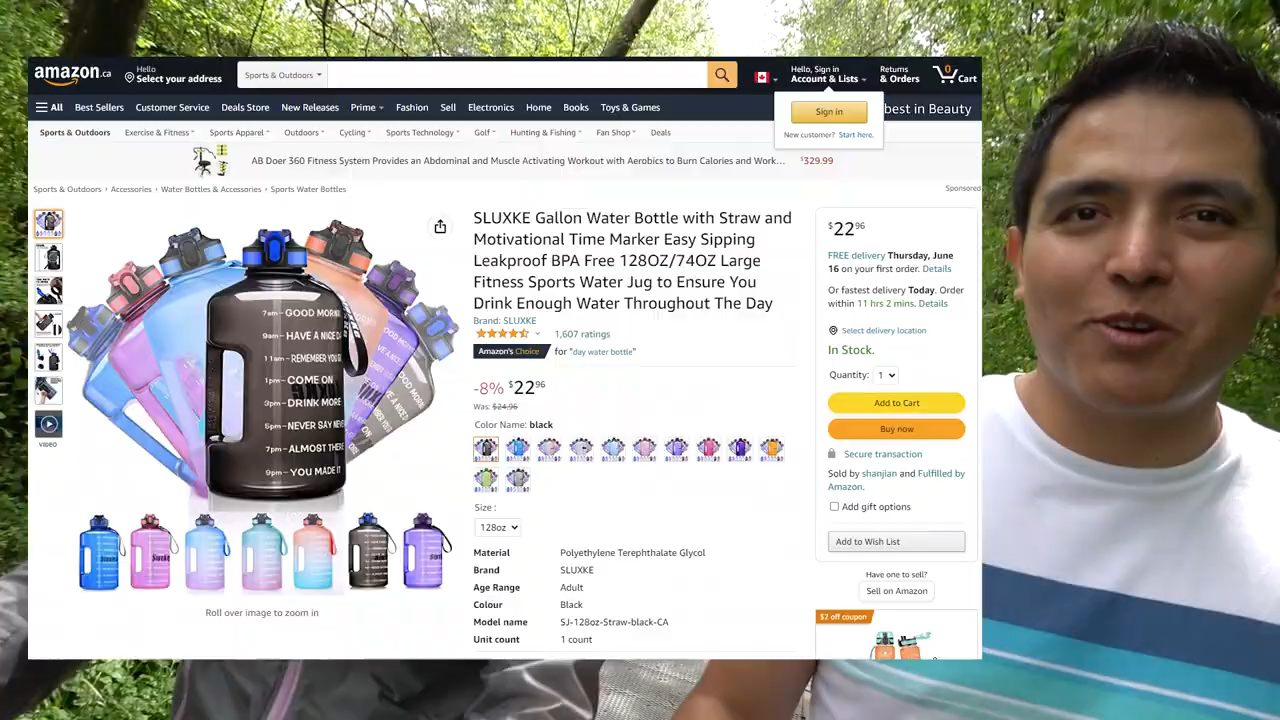 amazon.ca
Hello
Select your address
Sports & Outdoors
Hello, Sign in
Account & Lists
Returns
& Orders
0
Cart
All
Best Sellers
Customer Service
Deals Store
New Releases
Prime
Fashion
Sell
Electronics
Home
Books
Toys & Games
best in Beauty
Sign in
New customer? Start here.
Sports & Outdoors
Exercise & Fitness
Sports Apparel
Outdoors
Cycling
Sports Technology
Golf
Hunting & Fishing
Fan Shop
Deals
AB Doer 360 Fitness System Provides an Abdominal and Muscle Activating Workout with Aerobics to Burn Calories and Work...
$329.99
Sports & Outdoors › Accessories › Water Bottles & Accessories › Sports Water Bottles
Sponsored
VIDEO
7am GOOD MORNI
9am HAVE A NICE D
11am REMEMBER YO
1pm COME ON
3pm DRINK MORE
5pm NEVER SAY NEV
7pm ALMOST THERE
9pm YOU MADE IT
Roll over image to zoom in
SLUXKE Gallon Water Bottle with Straw and
Motivational Time Marker Easy Sipping
Leakproof BPA Free 128OZ/74OZ Large
Fitness Sports Water Jug to Ensure You
Drink Enough Water Throughout The Day
Brand: SLUXKE
1,607 ratings
Amazon's Choice
for "day water bottle"
-8% $22 96
Was: $24.96
Color Name: black
Size :
128oz
Material Polyethylene Terephthalate Glycol
Brand SLUXKE
Age Range Adult
Colour Black
Model name SJ-128oz-Straw-black-CA
Unit count 1 count
$22 96
FREE delivery Thursday, June
16 on your first order. Details
Or fastest delivery Today. Order
within 11 hrs 2 mins. Details
Select delivery location
In Stock.
Quantity: 1
Add to Cart
Buy now
Secure transaction
Sold by shanjian and Fulfilled by
Amazon.
Add gift options
Add to Wish List
Have one to sell?
Sell on Amazon
$2 off coupon